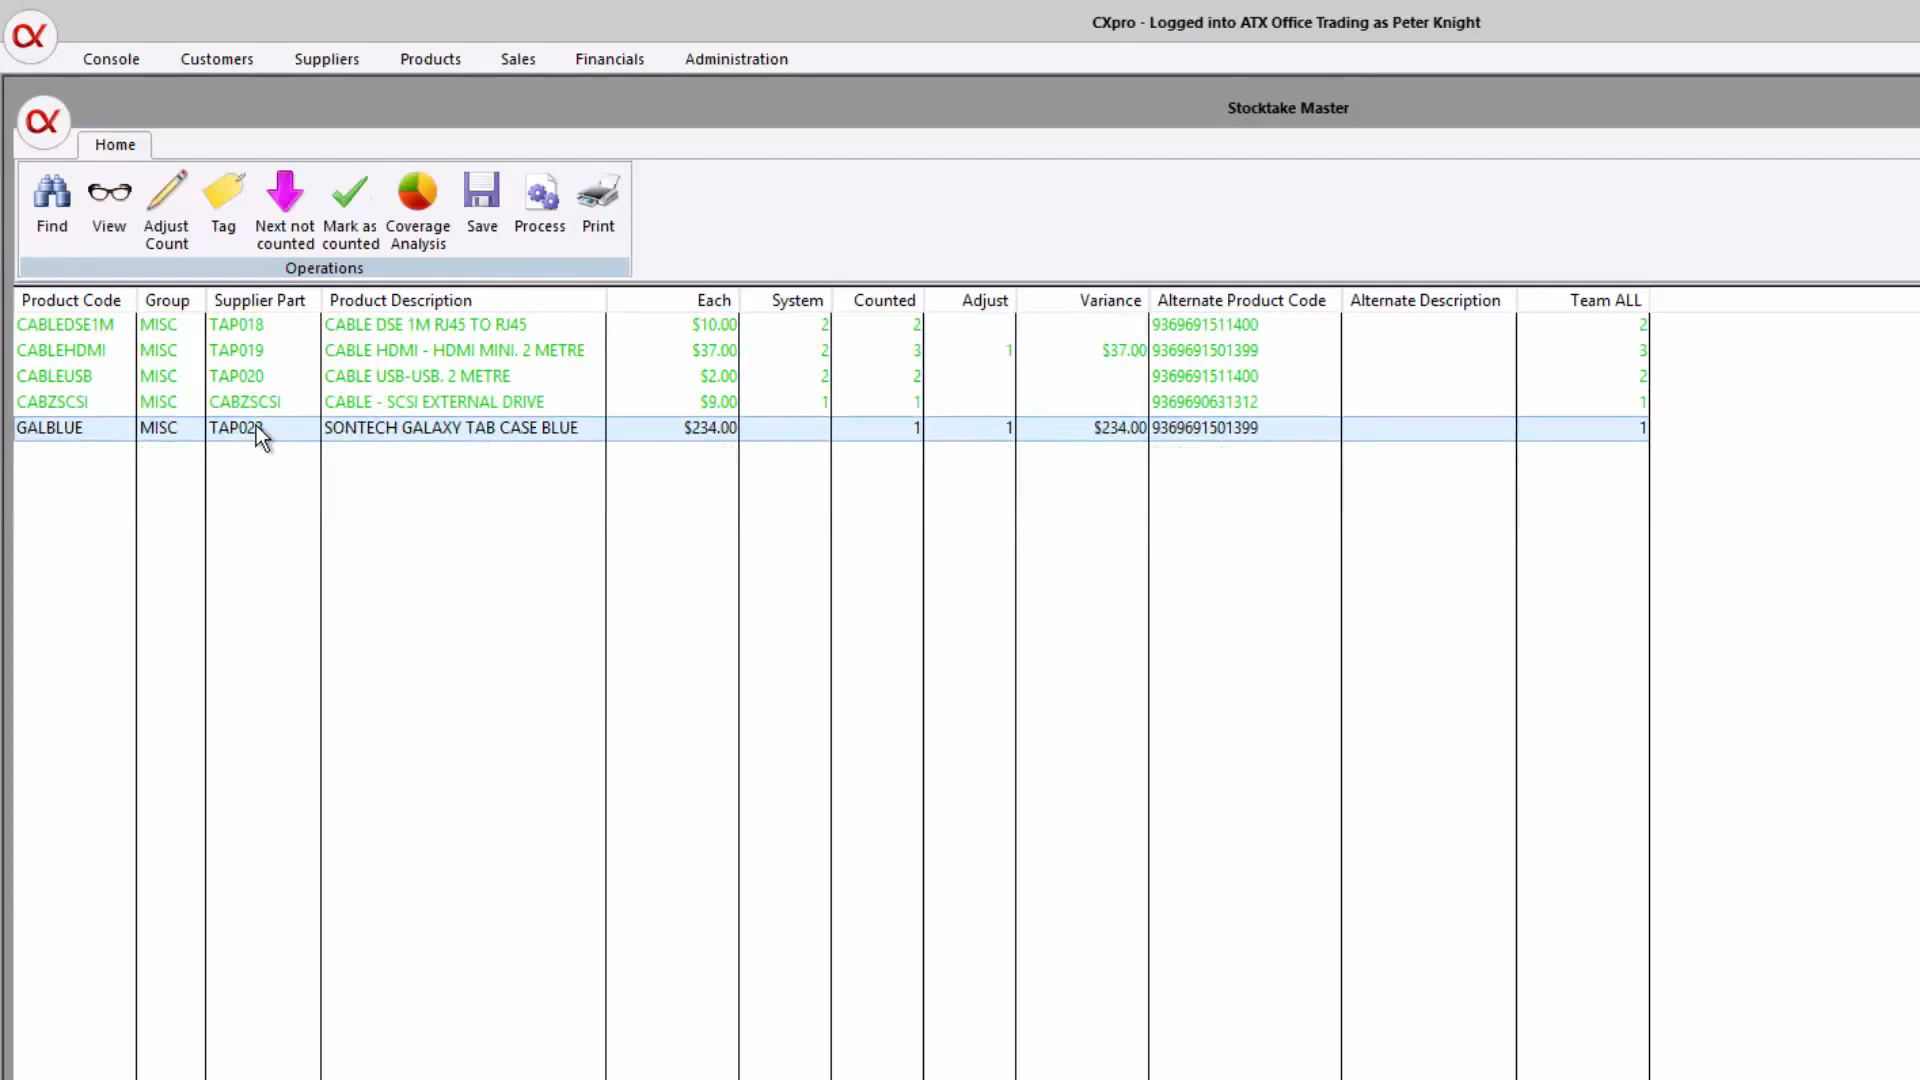 CXpro - Logged into ATX Office Trading as Peter Knight
Console Customers Suppliers Products Sales Financials Administration
Stocktake Master
Home
Find View Adjust Count Tag Next not counted Mark as counted Coverage Analysis Save Process Print
Operations
Product Code Group Supplier Part Product Description Each System Counted Adjust Variance Alternate Product Code Alternate Description Team ALL
CABLEDSE1M MISC TAP018 CABLE DSE 1M RJ45 TO RJ45 $10.00 2 2 9369691511400 2
CABLEHDMI MISC TAP019 CABLE HDMI - HDMI MINI. 2 METRE $37.00 2 3 1 $37.00 9369691501399 3
CABLEUSB MISC TAP020 CABLE USB-USB. 2 METRE $2.00 2 2 9369691511400 2
CABZSCSI MISC CABZSCSI CABLE - SCSI EXTERNAL DRIVE $9.00 1 1 9369690631312 1
GALBLUE MISC SONTECH GALAXY TAB CASE BLUE $234.00 1 1 $234.00 9369691501399 1